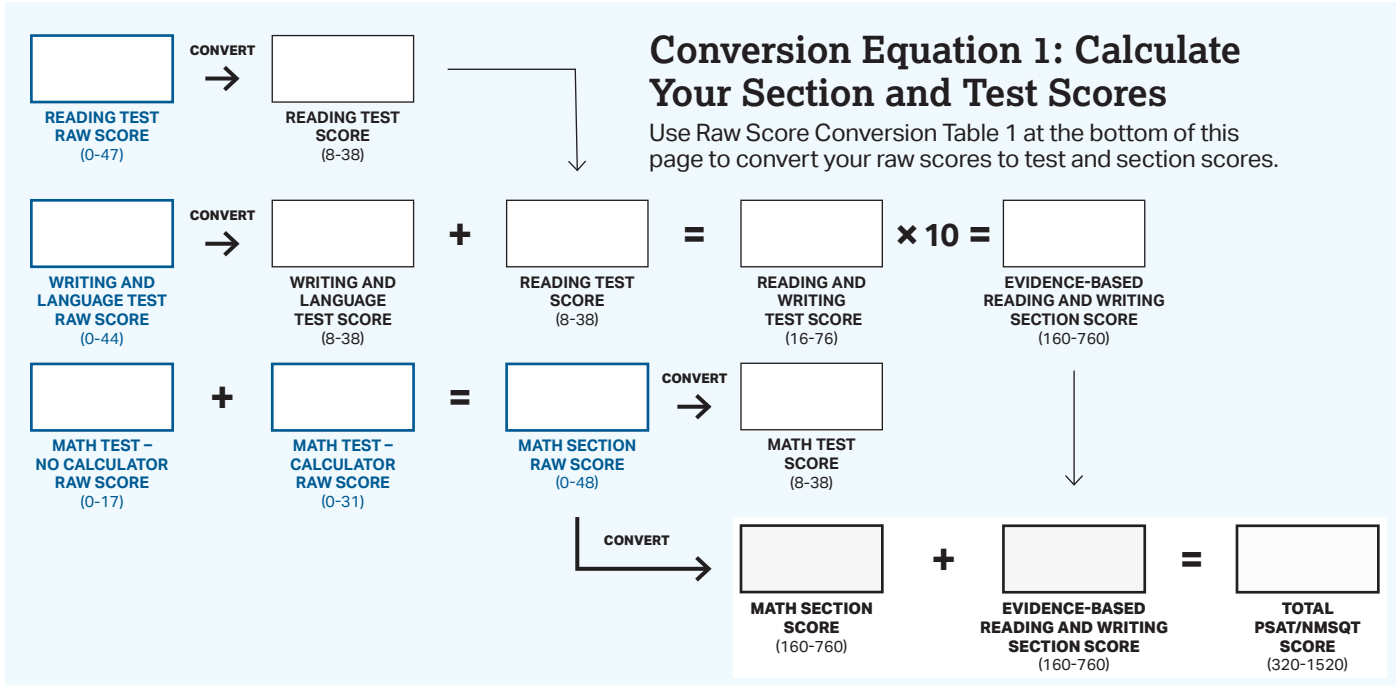 Conversion Equation 1: Calculate
Your Section and Test Scores
Use Raw Score Conversion Table 1 at the bottom of this
page to convert your raw scores to test and section scores.
CONVERT
READING TEST
RAW SCORE
(0-47)
READING TEST
SCORE
(8-38)
CONVERT
+
=
× 10 =
WRITING AND
LANGUAGE TEST
RAW SCORE
(0-44)
WRITING AND
LANGUAGE
TEST SCORE
(8-38)
READING TEST
SCORE
(8-38)
READING AND
WRITING
TEST SCORE
(16-76)
EVIDENCE-BASED
READING AND WRITING
SECTION SCORE
(160-760)
+
=
CONVERT
MATH TEST –
NO CALCULATOR
RAW SCORE
(0-17)
MATH TEST –
CALCULATOR
RAW SCORE
(0-31)
MATH SECTION
RAW SCORE
(0-48)
MATH TEST
SCORE
(8-38)
CONVERT
+
=
MATH SECTION
SCORE
(160-760)
EVIDENCE-BASED
READING AND WRITING
SECTION SCORE
(160-760)
TOTAL
PSAT/NMSQT
SCORE
(320-1520)